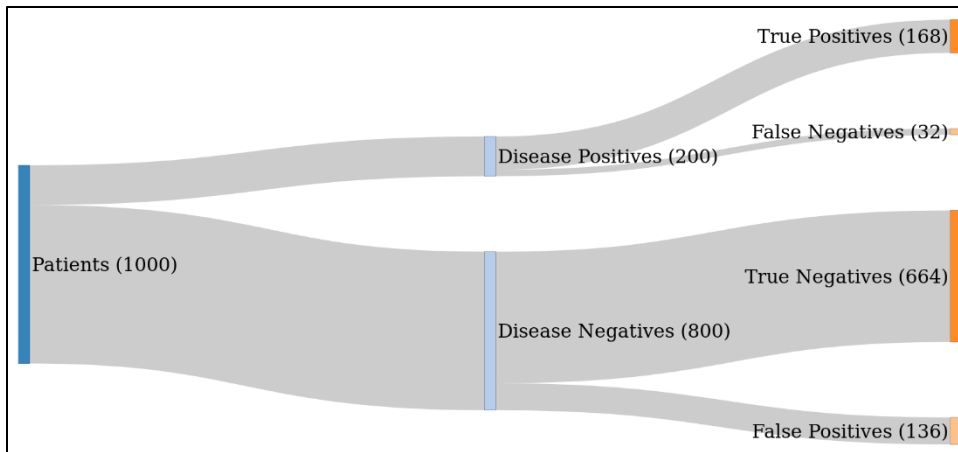 True Positives (168)
False Negatives (32)
Disease Positives (200)
Patients (1000)
True Negatives (664)
Disease Negatives (800)
False Positives (136)